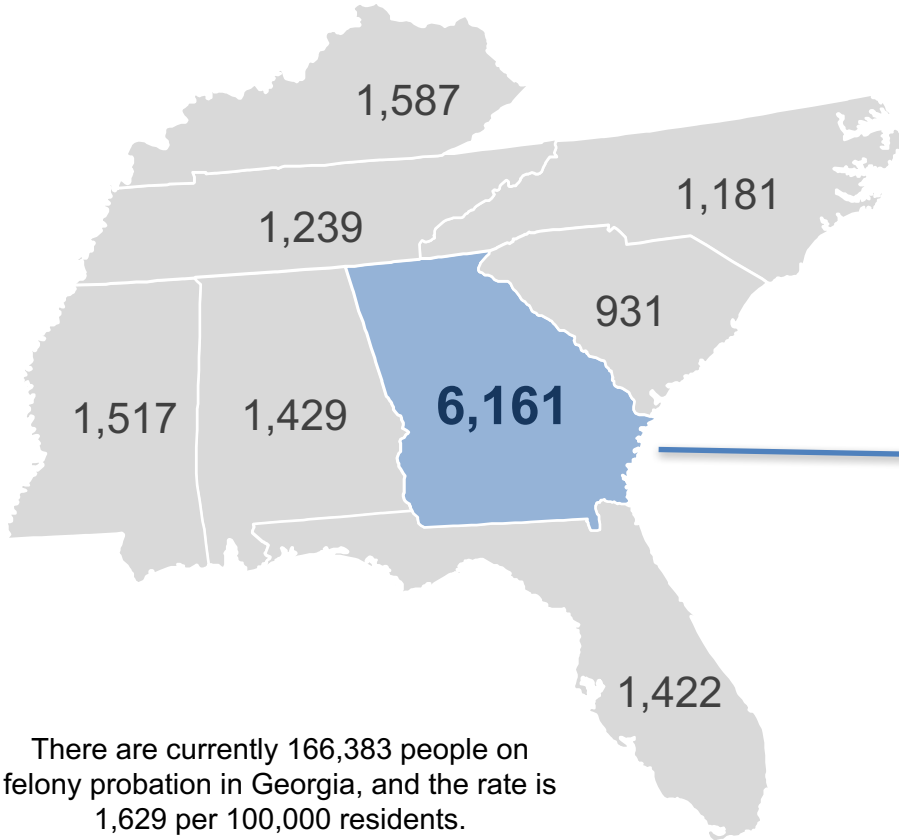 1,587
1,181
1,239
931
6,161
1,517
1,429
1,422
There are currently 166,383 people on
felony probation in Georgia, and the rate is
1,629 per 100,000 residents.